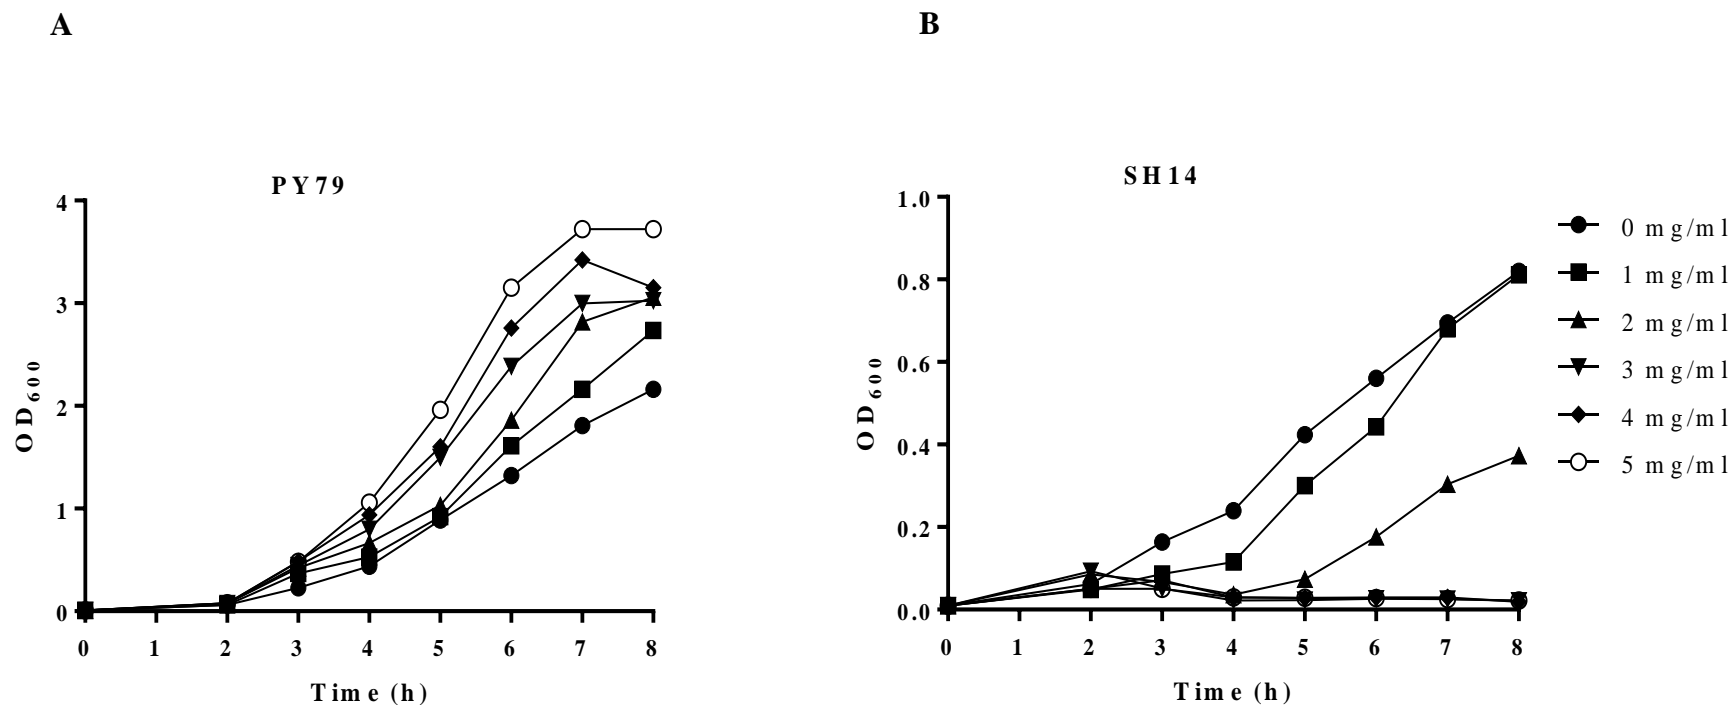 A
B
PY79
4
3
2
1
0
0 1 2 3 4 5 6 7 8
OD600
Time (h)
SH14
1.0
0.8
0.6
0.4
0.2
0.0
0 1 2 3 4 5 6 7 8
OD600
Time (h)
0 mg/ml
1 mg/ml
2 mg/ml
3 mg/ml
4 mg/ml
5 mg/ml